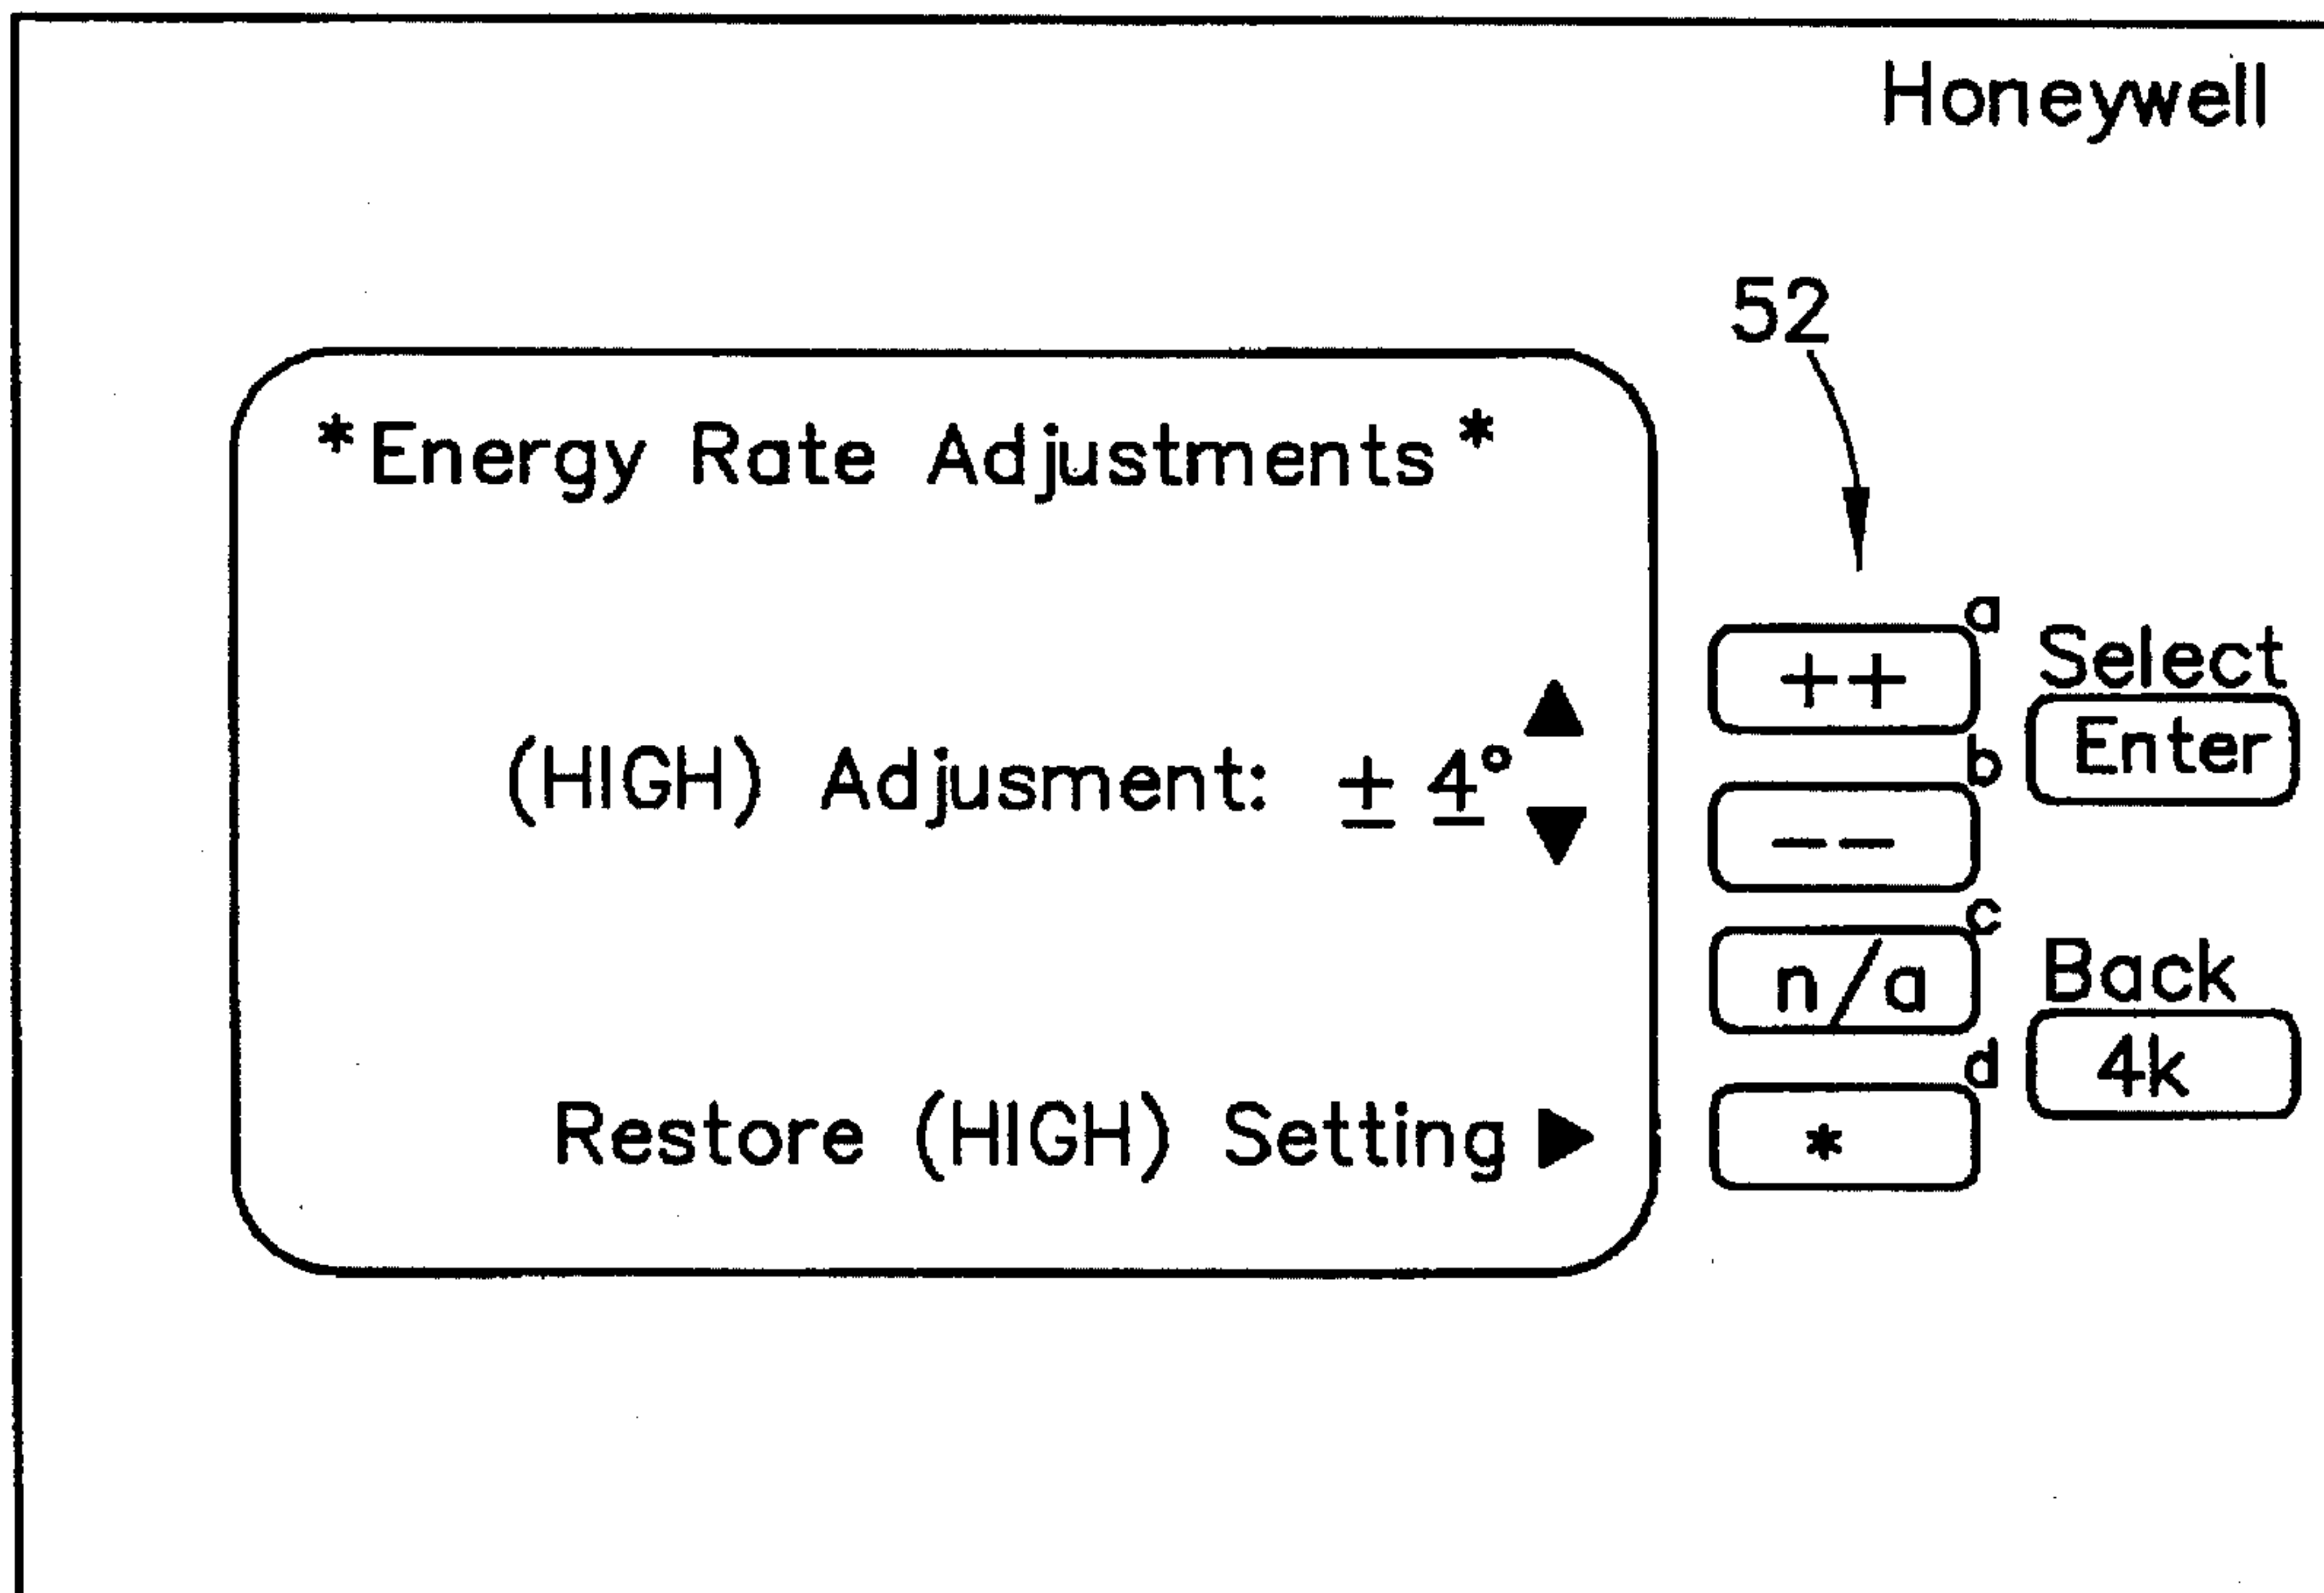 Honeywell
52
*Energy Rate Adjustments*
a
++
Select
Enter
(HIGH) Adjusment: ± 4°
b
--
c
n/a
Back
4k
d
*
Restore (HIGH) Setting